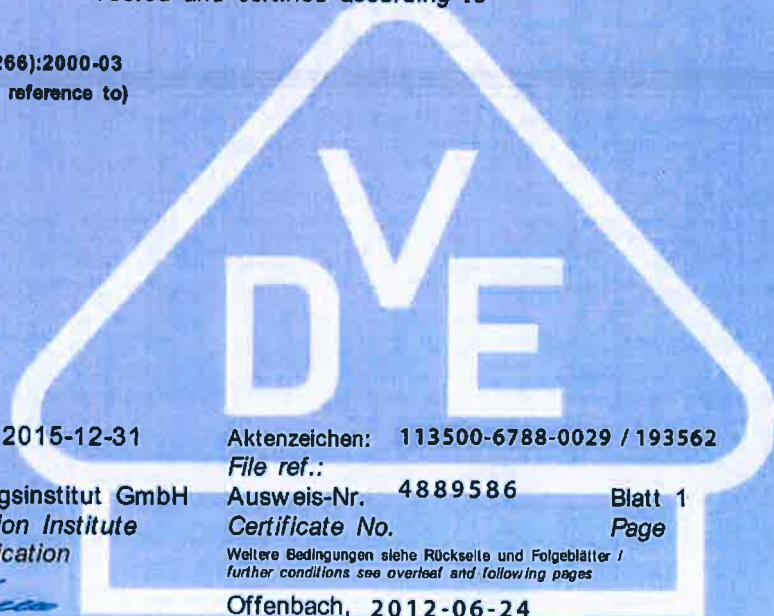 Tested and certified according to
266):2000-03
reference to)
DVE
2015-12-31
Aktenzeichen: 113500-6788-0029 / 193562
File ref.:
gsinstitut GmbH
Ausweis-Nr. 4889586 Blatt 1
ion Institute
Certificate No. Page
ication
Weitere Bedingungen siehe Rückseite und Folgeblätter /
further conditions see overleaf and following pages
Offenbach, 2012-06-24